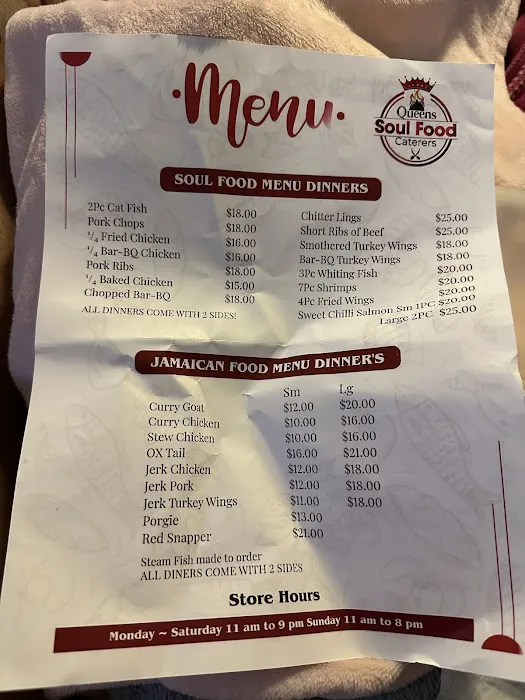 Menu
Queens
Soul Food
Caterers
SOUL FOOD MENU DINNERS
2Pc Cat Fish $18.00
Pork Chops $18.00
1/4 Fried Chicken $16.00
1/4 Bar-BQ Chicken $16.00
Pork Ribs $18.00
1/4 Baked Chicken $15.00
Chopped Bar-BQ $18.00
ALL DINNERS COME WITH 2 SIDES!
Chitter Lings $25.00
Short Ribs of Beef $25.00
Smothered Turkey Wings $18.00
Bar-BQ Turkey Wings $18.00
3Pc Whiting Fish $20.00
7Pc Shrimps $20.00
4Pc Fried Wings $20.00
Sweet Chilli Salmon Sm 1PC $20.00
Large 2PC $25.00
JAMAICAN FOOD MENU DINNER'S
Sm Lg
Curry Goat $12.00 $20.00
Curry Chicken $10.00 $16.00
Stew Chicken $10.00 $16.00
OX Tail $16.00 $21.00
Jerk Chicken $12.00 $18.00
Jerk Pork $12.00 $18.00
Jerk Turkey Wings $11.00 $18.00
Porgie $13.00
Red Snapper $21.00
Steam Fish made to order
ALL DINERS COME WITH 2 SIDES
Store Hours
Monday ~ Saturday 11 am to 9 pm Sunday 11 am to 8 pm